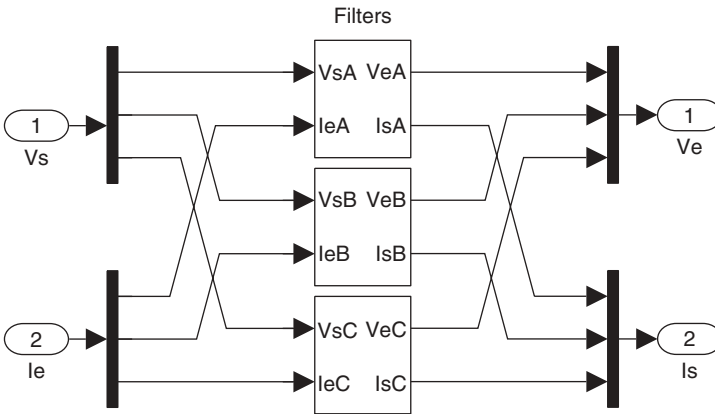 Filters
VsA VeA
IeA IsA
1
Vs
1
Ve
VsB VeB
IeB IsB
VsC VeC
IeC IsC
2
Ie
2
Is